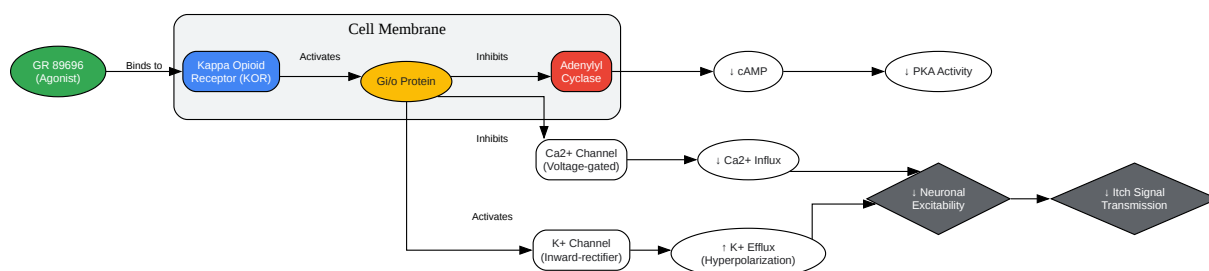 Cell Membrane
GR 89696
(Agonist)
Binds to
Kappa Opioid
Receptor (KOR)
Activates
Gi/o Protein
Inhibits
Adenylyl
Cyclase
↓ cAMP
↓ PKA Activity
Inhibits
Ca2+ Channel
(Voltage-gated)
↓ Ca2+ Influx
↓ Neuronal
Excitability
↓ Itch Signal
Transmission
Activates
K+ Channel
(Inward-rectifier)
↑ K+ Efflux
(Hyperpolarization)